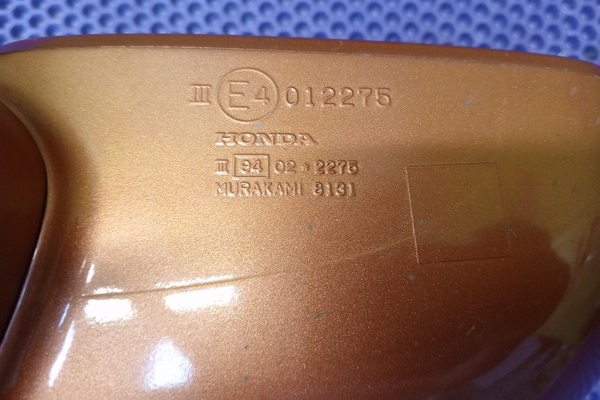 III E4 012275
HONDA
III 94 02 * 2275
MURAKAMI 8131